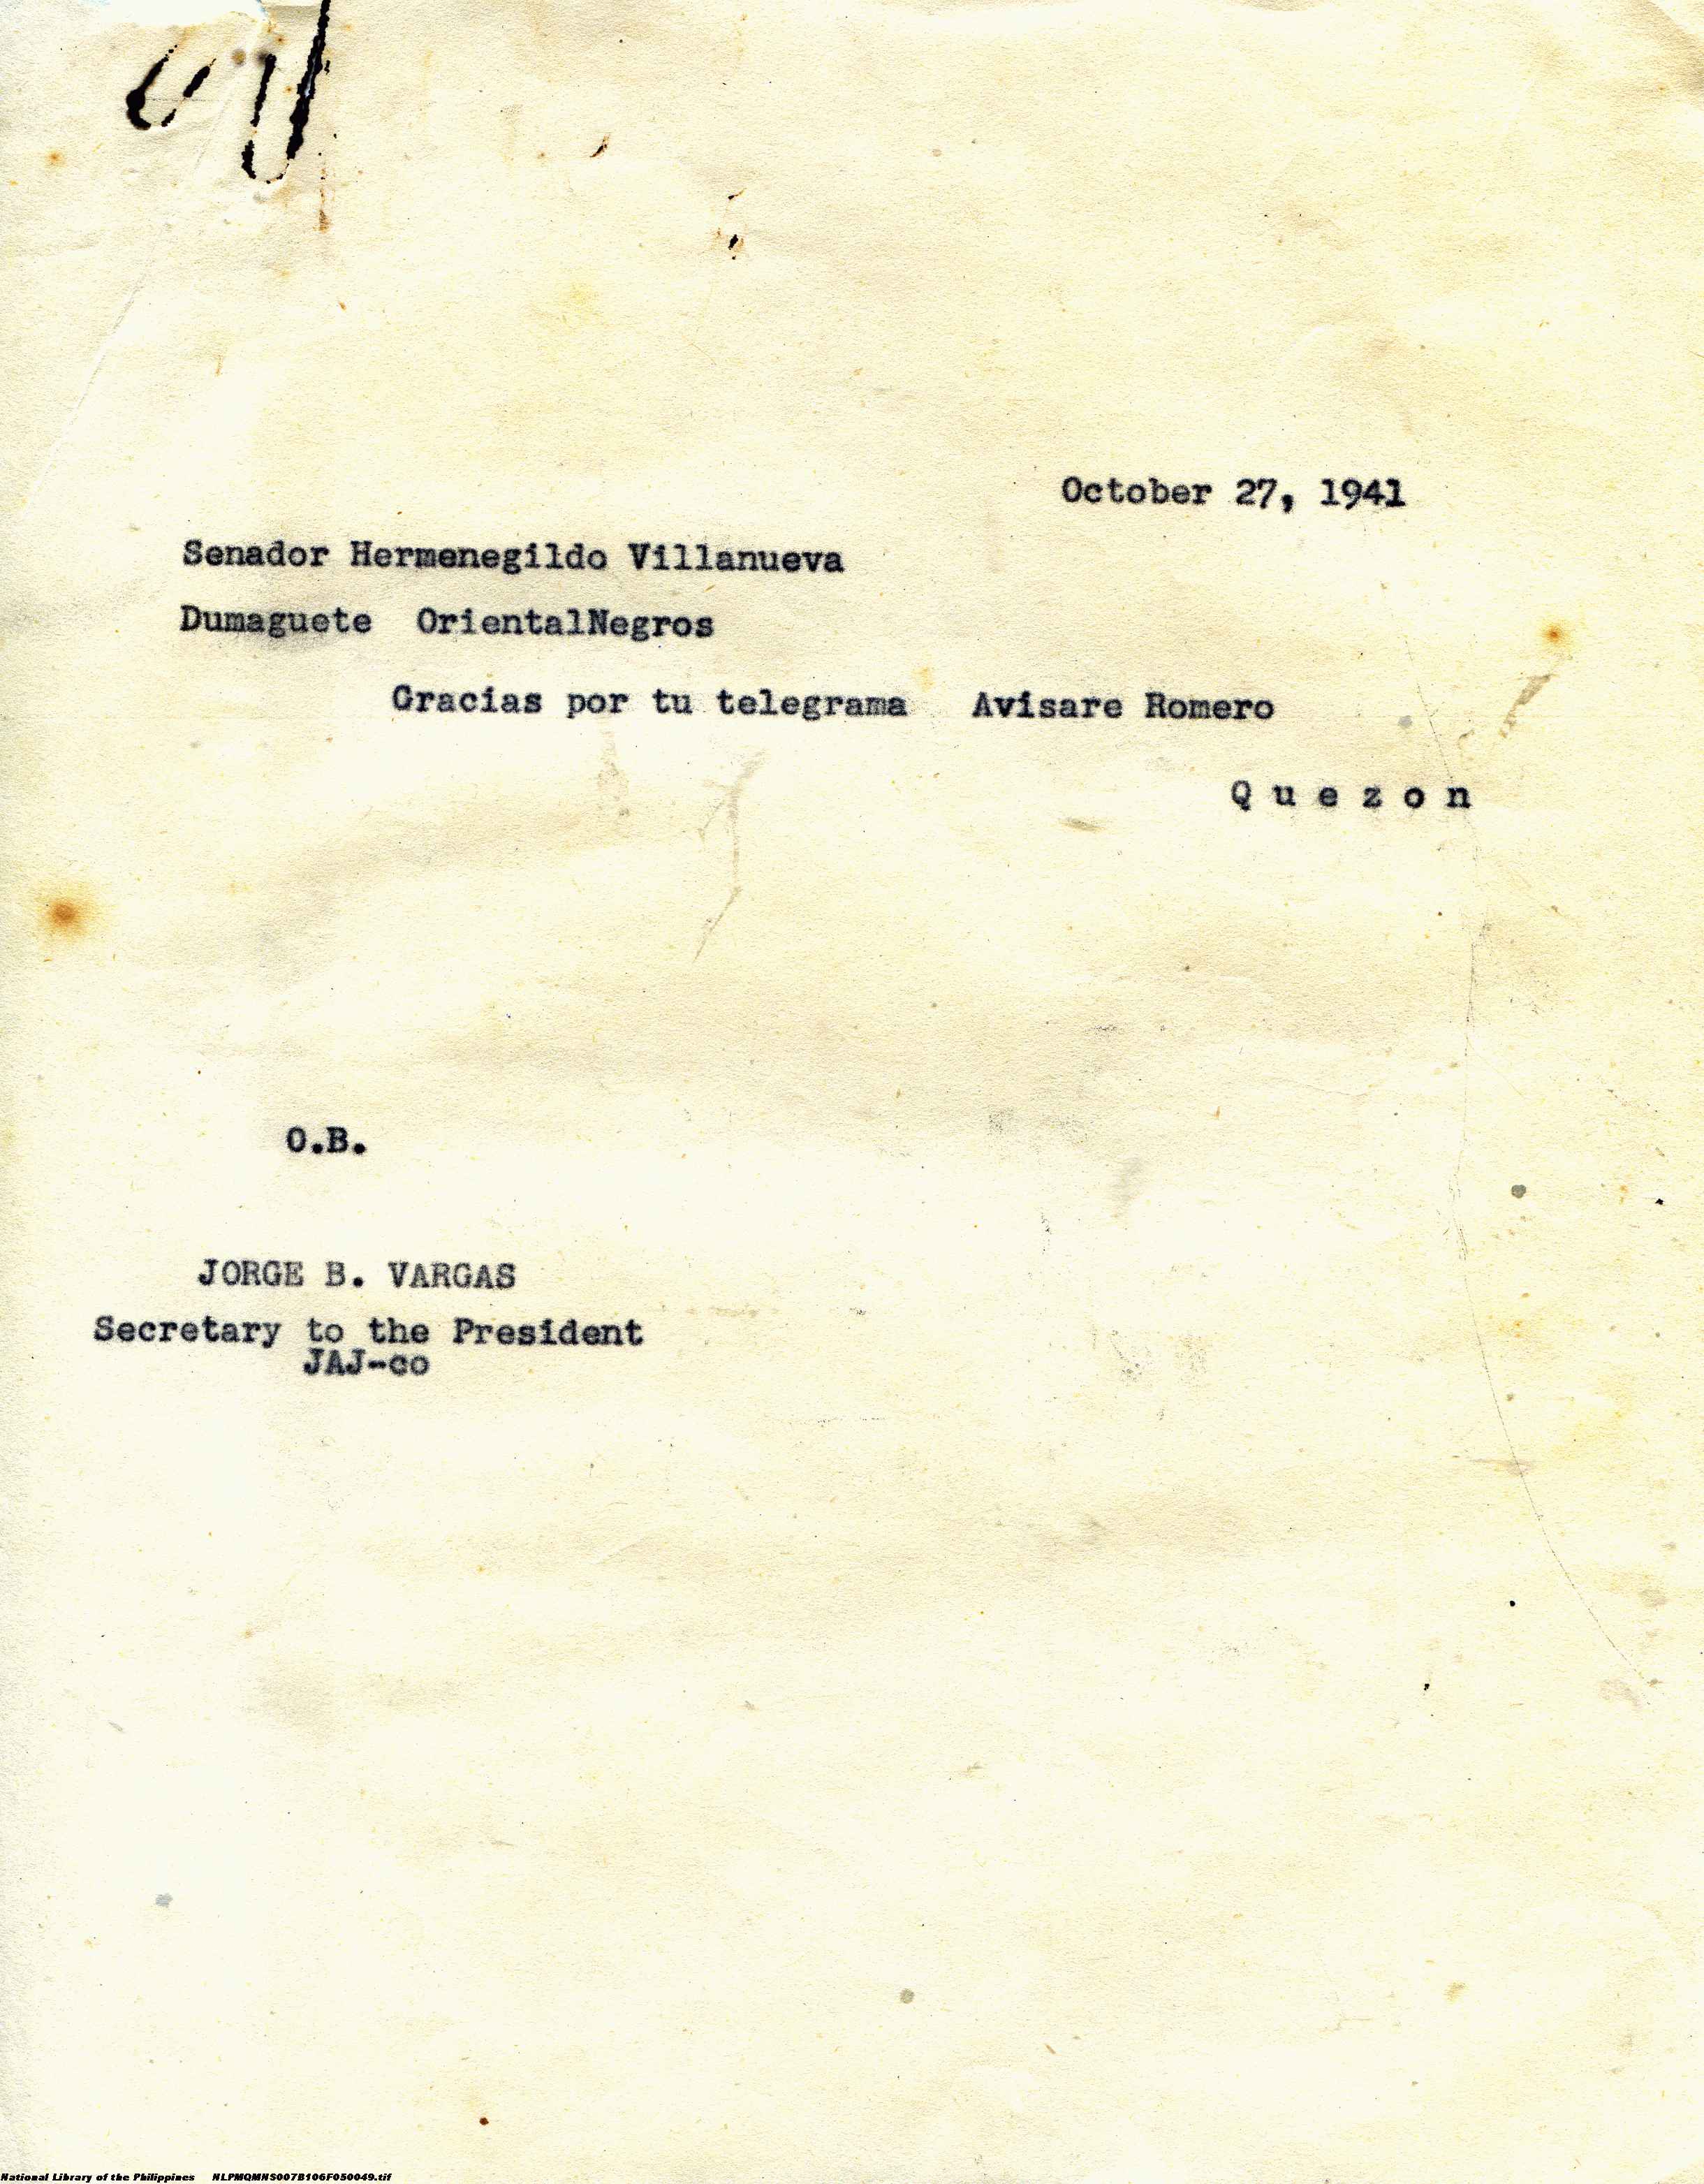 October 27, 1941
Senador Hermenegildo Villanueva
Dumaguete OrientalNegros
Gracias por tu telegrama Avisare Romero
Q u e z o n
O.B.
JORGE B. VARGAS
Secretary to the President
JAJ-co
National Library of the Philippines NLPMQMNS007B106F050049.tif